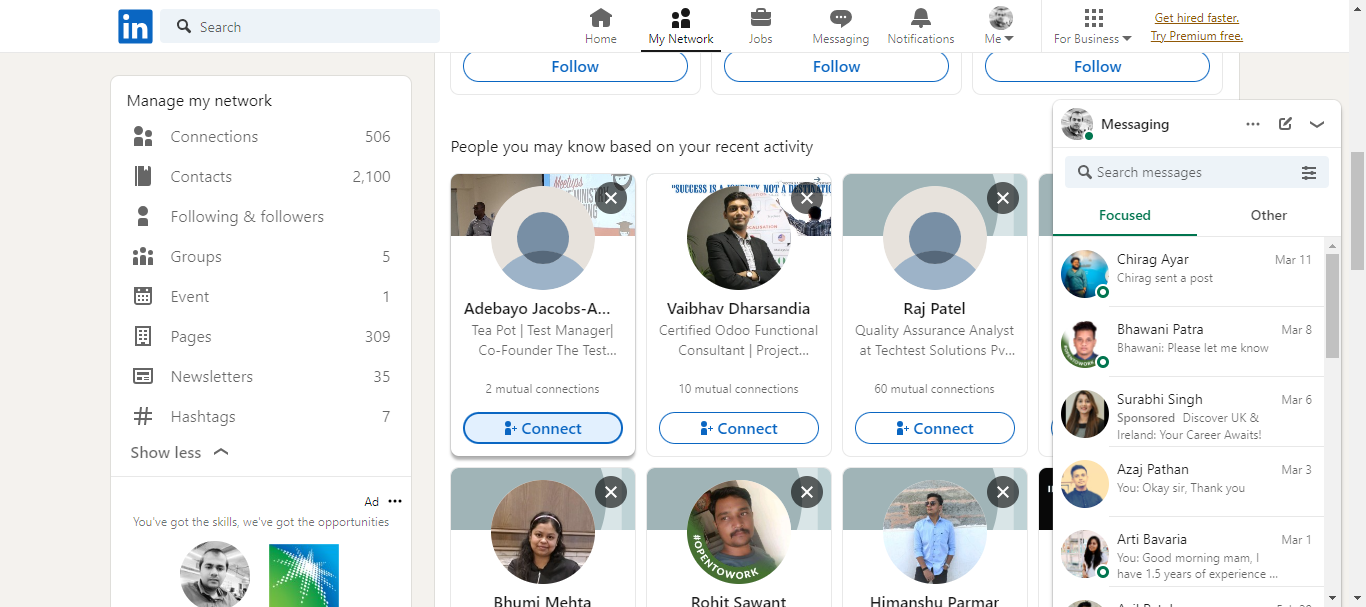 in
Search
Home
My Network
Jobs
Messaging
Notifications
Me
For Business
Get hired faster.
Try Premium free.
Manage my network
Connections 506
Contacts 2,100
Following & followers
Groups 5
Event 1
Pages 309
Newsletters 35
Hashtags 7
Show less
Ad
You've got the skills, we've got the opportunities
Follow
Follow
Follow
People you may know based on your recent activity
Meetups
Adebayo Jacobs-A...
Tea Pot | Test Manager|
Co-Founder The Test...
2 mutual connections
Connect
"SUCCESS IS A JOURNEY, NOT A DESTINATIO
Vaibhav Dharsandia
Certified Odoo Functional
Consultant | Project...
10 mutual connections
Connect
Raj Patel
Quality Assurance Analyst
at Techtest Solutions Pv...
60 mutual connections
Connect
Bhumi Mehta
#OPENTOWORK
Rohit Sawant
Himanshu Parmar
Messaging
Search messages
Focused
Other
Chirag Ayar Mar 11
Chirag sent a post
#OPENTOWORK
Bhawani Patra Mar 8
Bhawani: Please let me know
Surabhi Singh Mar 6
Sponsored Discover UK &
Ireland: Your Career Awaits!
Azaj Pathan Mar 3
You: Okay sir, Thank you
Arti Bavaria Mar 1
You: Good morning mam, I
have 1.5 years of experience ...